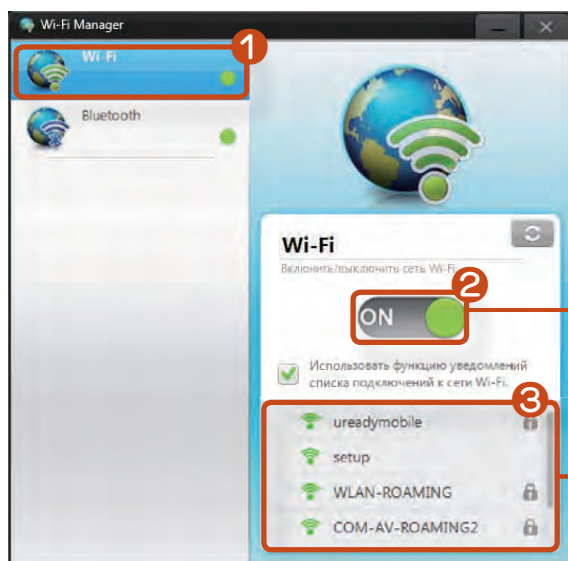 Wi-Fi Manager
Wi-Fi
1
Bluetooth
Wi-Fi
Включить/выключить сеть Wi-Fi.
2
ON
Использовать функцию уведомлений
списка подключений к сети Wi-Fi.
3
ureadymobile
setup
WLAN-ROAMING
COM-AV-ROAMING2